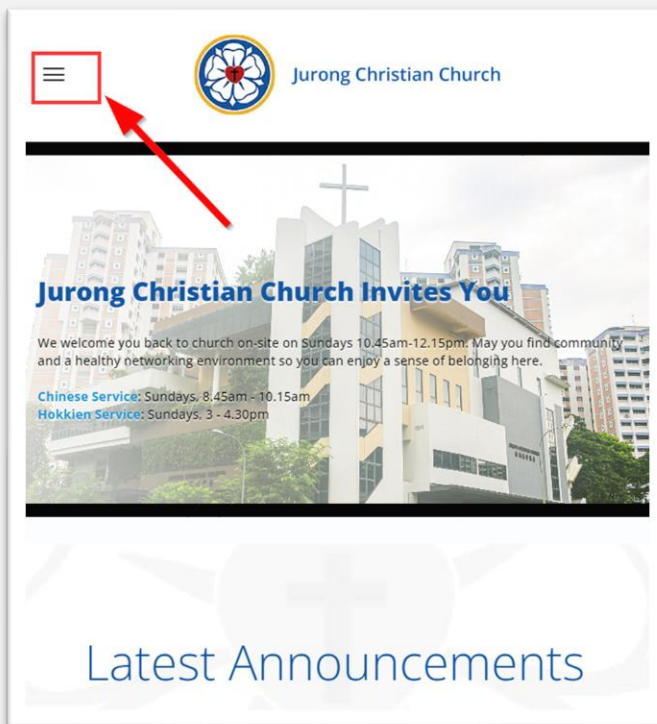 Jurong Christian Church
Jurong Christian Church Invites You
We welcome you back to church on-site on Sundays 10.45am-12.15pm. May you find community
and a healthy networking environment so you can enjoy a sense of belonging here.
Chinese Service: Sundays, 8.45am - 10.15am
Hokkien Service: Sundays, 3 - 4.30pm
Latest Announcements